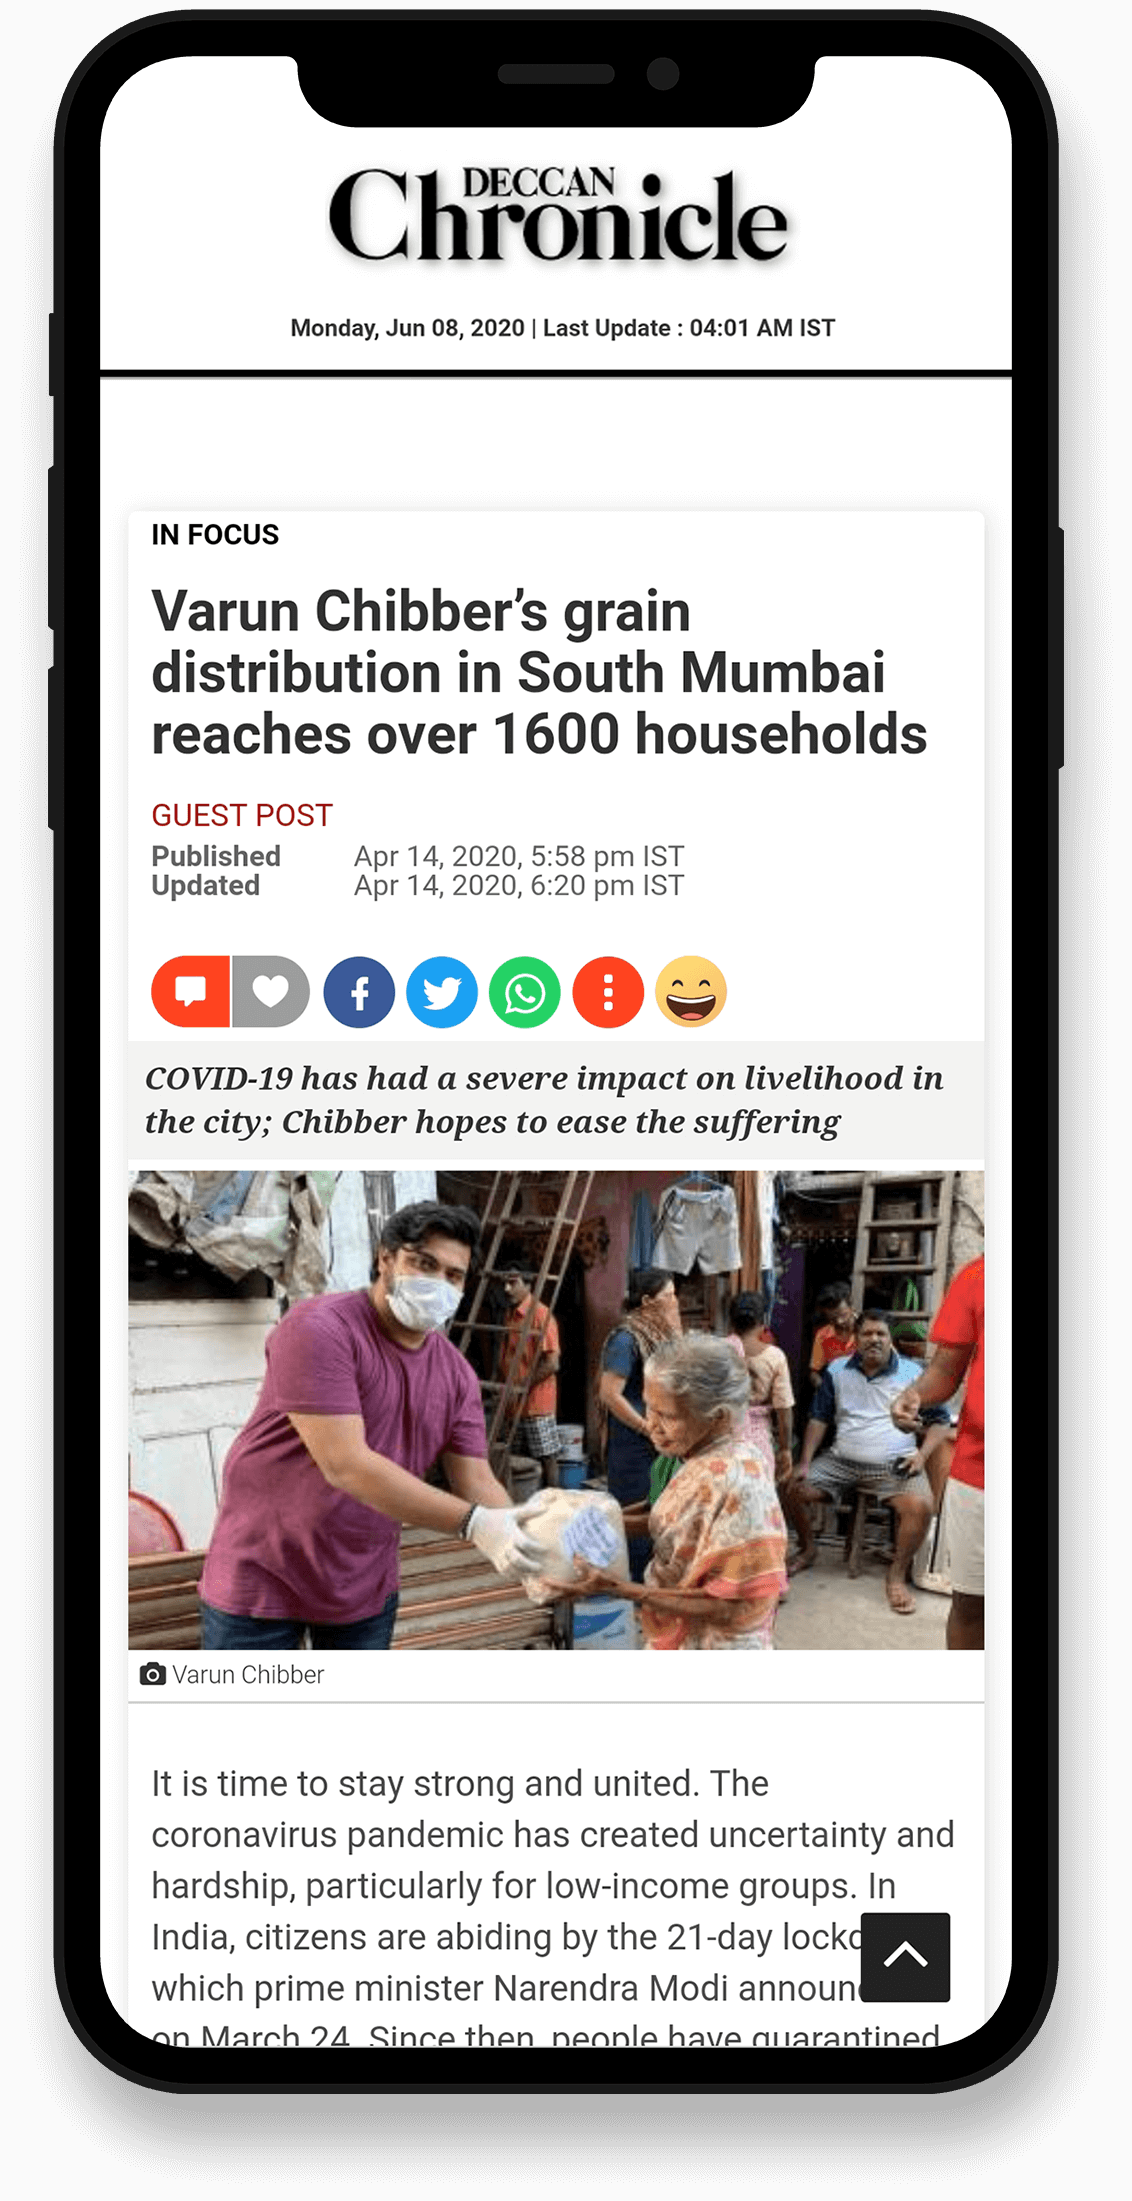 DECCAN
Chronicle
Monday, Jun 08, 2020 | Last Update : 04:01 AM IST
IN FOCUS
Varun Chibber’s grain
distribution in South Mumbai
reaches over 1600 households
GUEST POST
Published Apr 14, 2020, 5:58 pm IST
Updated Apr 14, 2020, 6:20 pm IST
COVID-19 has had a severe impact on livelihood in
the city; Chibber hopes to ease the suffering
Varun Chibber
It is time to stay strong and united. The
coronavirus pandemic has created uncertainty and
hardship, particularly for low-income groups. In
India, citizens are abiding by the 21-day
which prime minister Narendra Modi
on March 24. Since then, people have quarantined